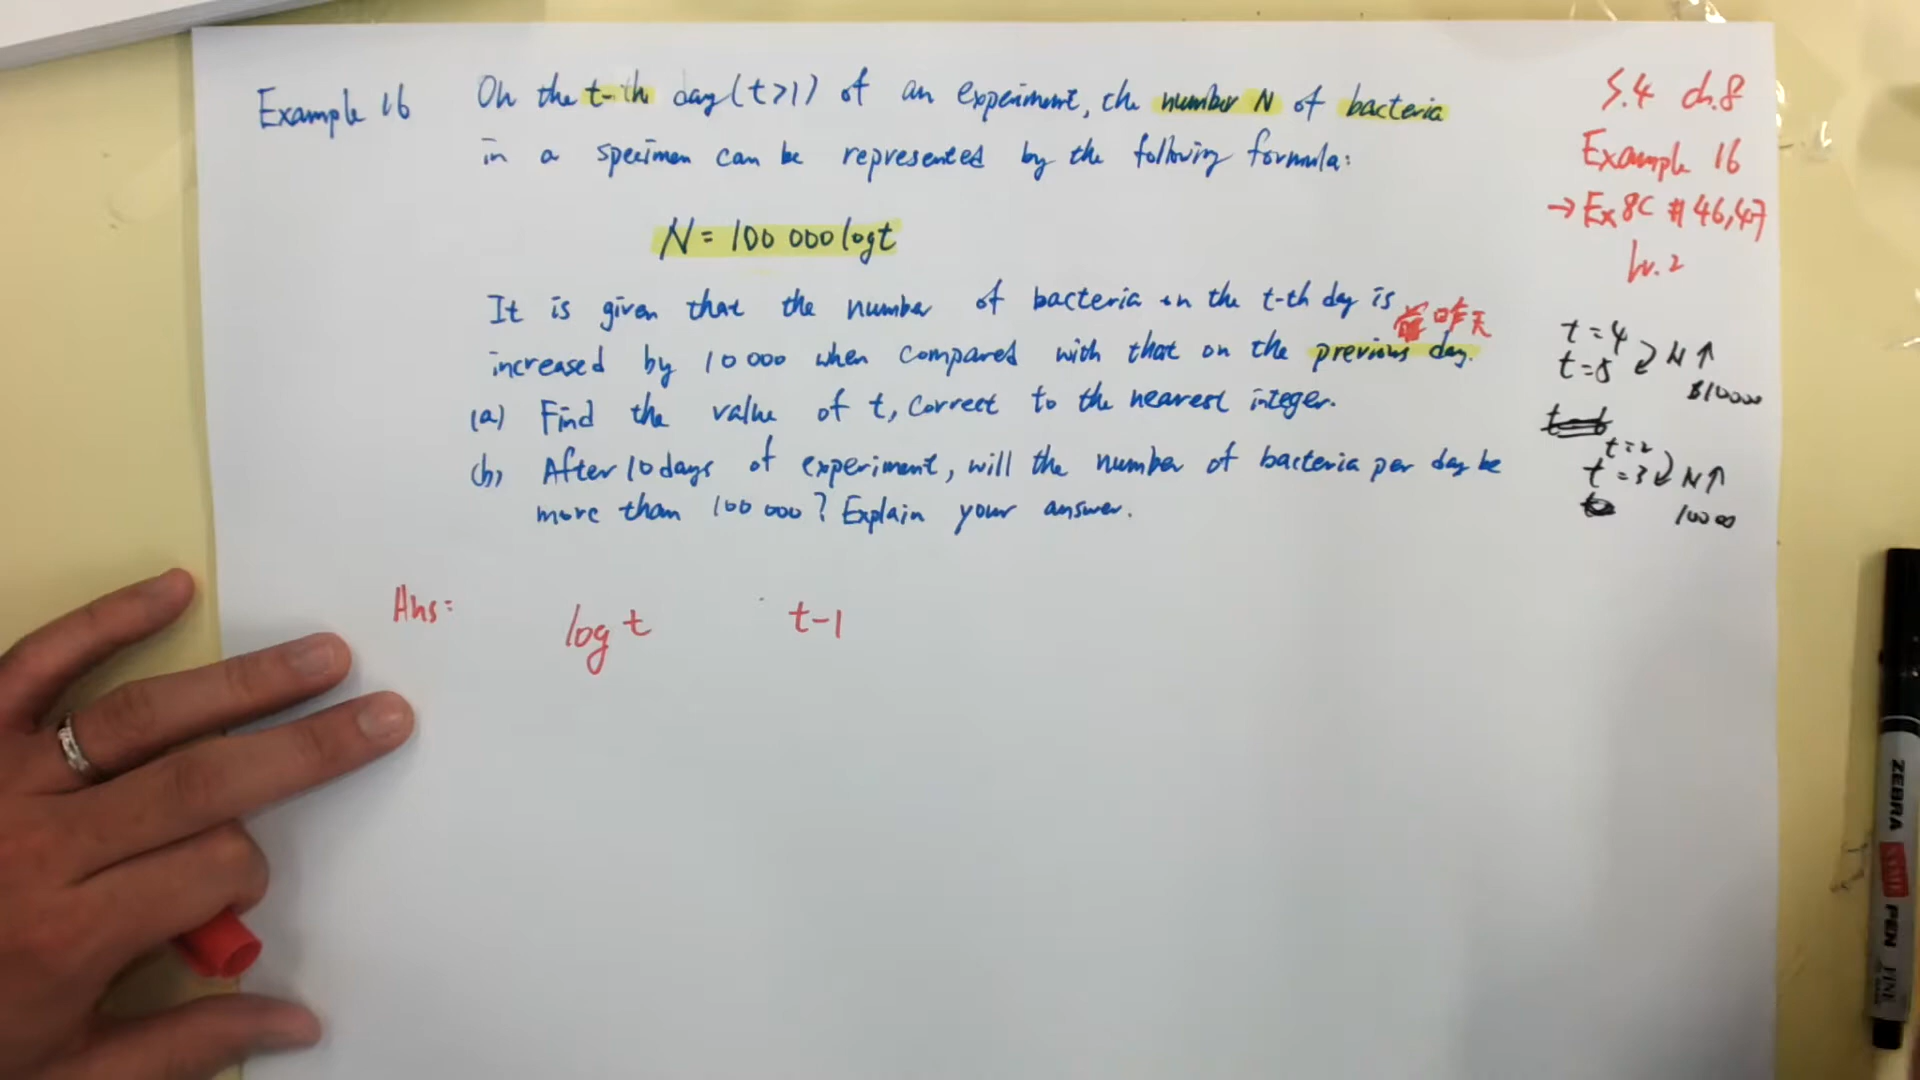 Example 16
On the t-th day (t>1) of an experiment, the number N of bacteria
in a specimen can be represented by the following formula:
N = 100 000 log t
It is given that the number of bacteria on the t-th day is
昨天
increased by 10 000 when compared with that on the previous day.
(a) Find the value of t, correct to the nearest integer.
(b) After 10 days of experiment, will the number of bacteria per day be
more than 100 000? Explain your answer.
Ans:
log t
t-1
S.4 ch.8
Example 16
→ Ex 8C # 46,47
Lv.2
t=4
t=5
N↑
10000
t=2
t=3
N↑
ZEBRA
PEN